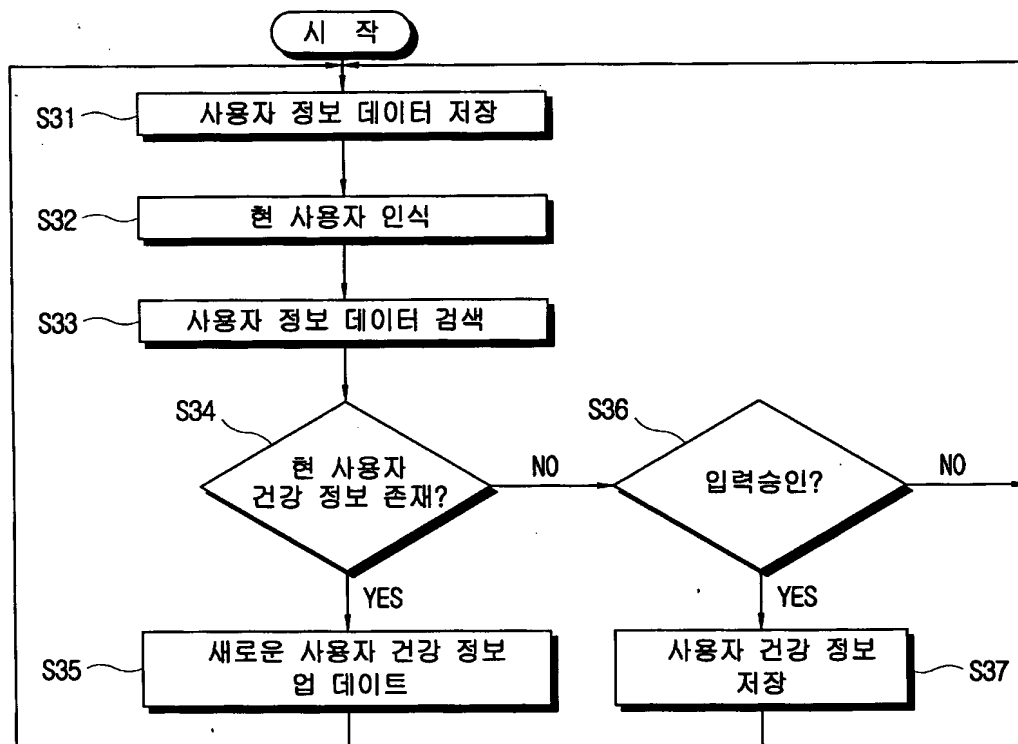 시 작
S31
사용자 정보 데이터 저장
S32
현 사용자 인식
S33
사용자 정보 데이터 검색
S34
현 사용자
건강 정보 존재?
NO
S36
입력승인?
NO
YES
YES
S35
새로운 사용자 건강 정보
업 데이트
사용자 건강 정보
저장
S37